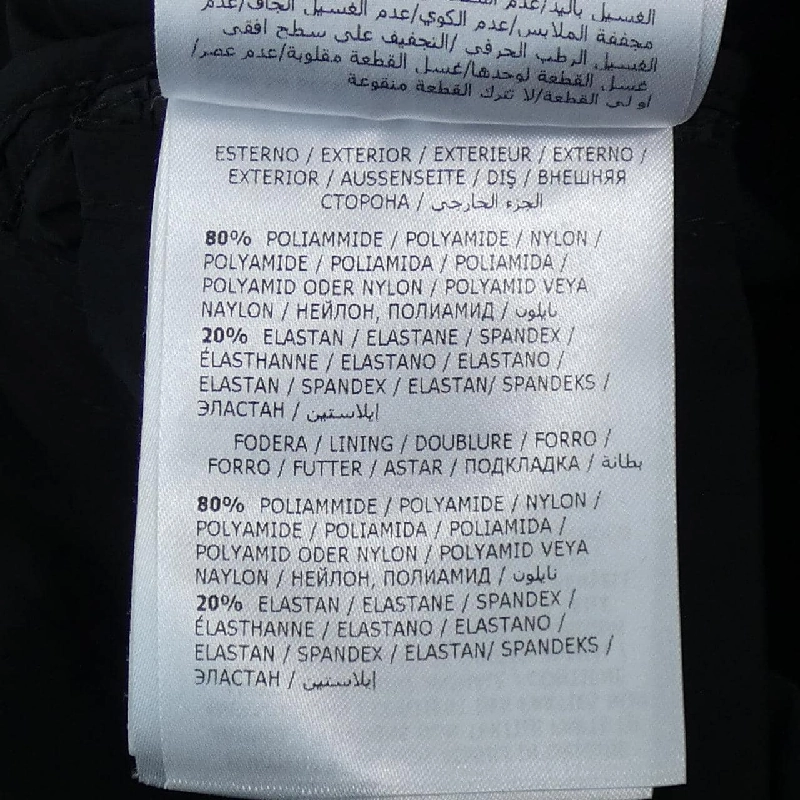 الغسيل باليد/عدم
مجففة الملابس/عدم الكوي/عدم الغسيل الجاف/عدم
الغسيل الرطب الحرفي /التجفيف على سطح افقي
غسل القطعة لوحدها/غسل القطعة مقلوبة/عدم عصر/
او لي القطعة/لا تترك القطعة منقوعة
ESTERNO / EXTERIOR / EXTERIEUR / EXTERNO /
EXTERIOR / AUSSENSEITE / DIŞ / ВНЕШНЯЯ
СТОРОНА / الجزء الخارجي
80% POLIAMMIDE / POLYAMIDE / NYLON /
POLYAMIDE / POLIAMIDA / POLIAMIDA /
POLYAMID ODER NYLON / POLYAMID VEYA
NAYLON / НЕЙЛОН, ПОЛИАМИД / نايلون
20% ELASTAN / ELASTANE / SPANDEX /
ÉLASTHANNE / ELASTANO / ELASTANO /
ELASTAN / SPANDEX / ELASTAN/ SPANDEKS /
ЭЛАСТАН / إيلاستين
FODERA / LINING / DOUBLURE / FORRO /
FORRO / FUTTER / ASTAR / ПОДКЛАДКА / بطانة
80% POLIAMMIDE / POLYAMIDE / NYLON /
POLYAMIDE / POLIAMIDA / POLIAMIDA /
POLYAMID ODER NYLON / POLYAMID VEYA
NAYLON / НЕЙЛОН, ПОЛИАМИД / نايلون
20% ELASTAN / ELASTANE / SPANDEX /
ÉLASTHANNE / ELASTANO / ELASTANO /
ELASTAN / SPANDEX / ELASTAN/ SPANDEKS /
ЭЛАСТАН / إيلاستين